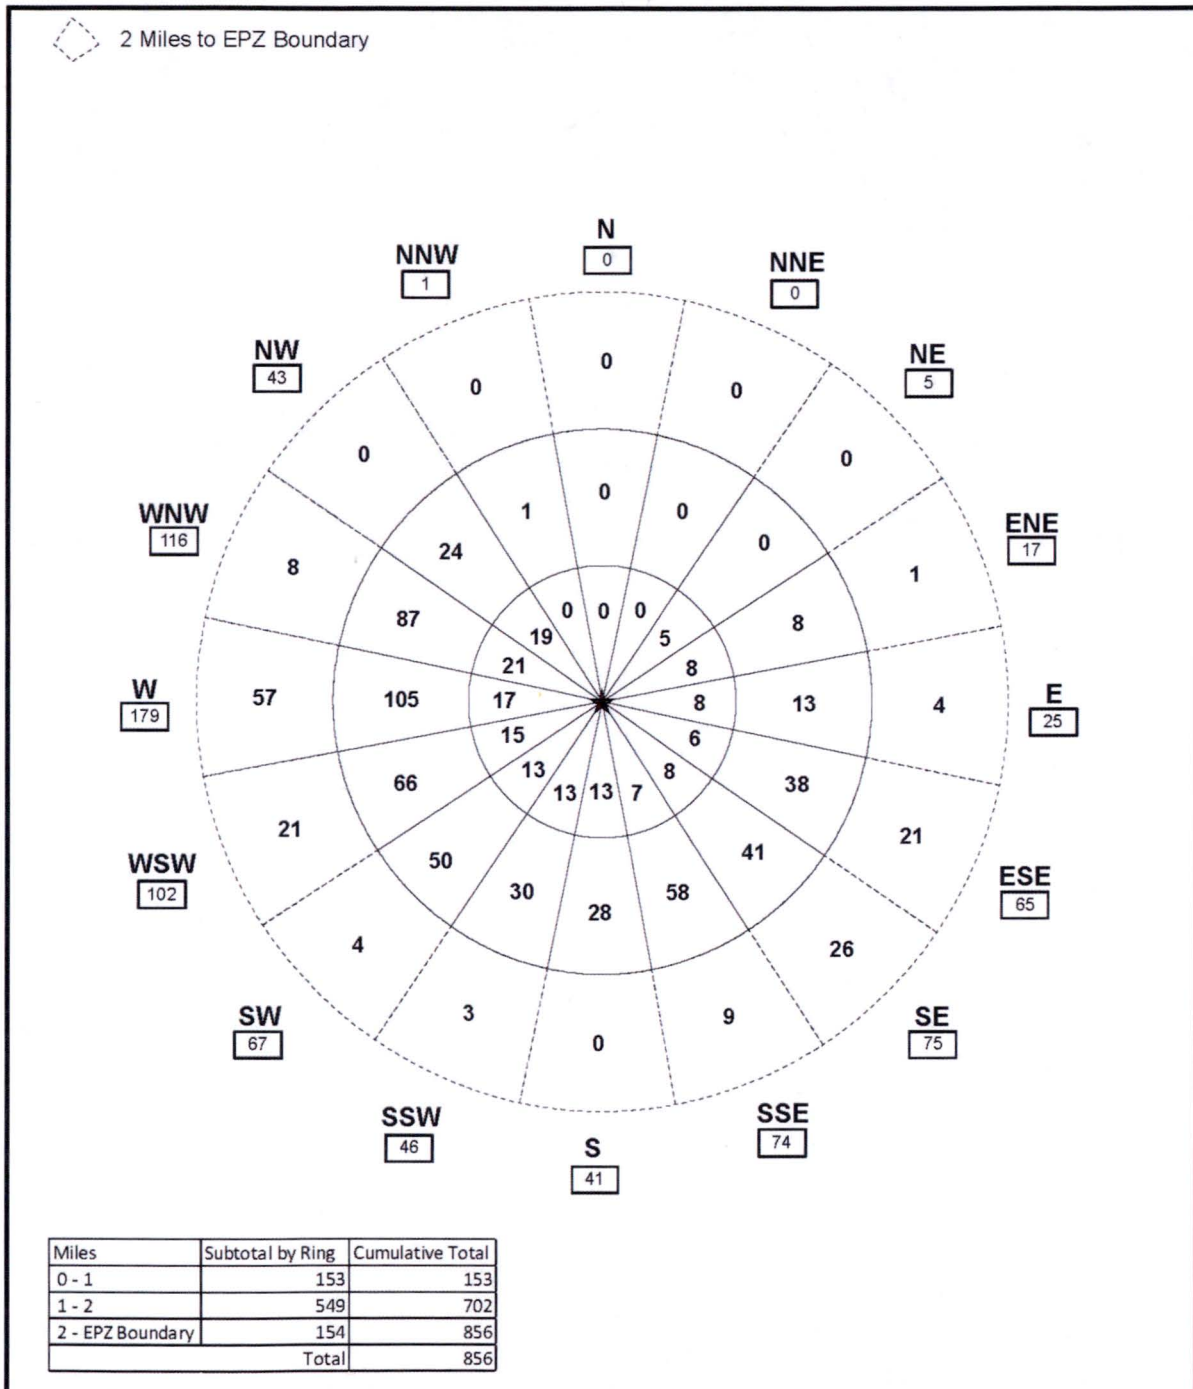 2 Miles to EPZ Boundary
N
0
NNW
1
NNE
0
NW
43
NE
5
0
0
0
0
0
WNW
116
ENE
17
0
1
0
24
0
8
1
87
8
0 0 0
19
5
21
8
W
179
57
105
17
8
13
4
E
25
15
6
13
8
66
38
13 13 7
21
21
WSW
102
50
41
ESE
65
30
58
28
4
26
SW
67
3
9
SE
75
0
SSW
46
SSE
74
S
41
Miles Subtotal by Ring Cumulative Total
0 - 1 153 153
1 - 2 549 702
2 - EPZ Boundary 154 856
Total 856